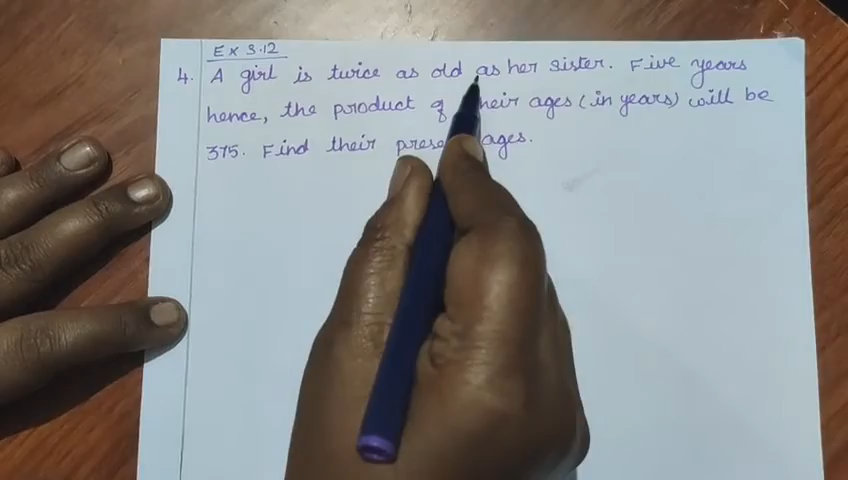 Ex 3.12
4. A girl is twice as old as her sister. Five years
hence, the product of their ages (in years) will be
375. Find their present ages.